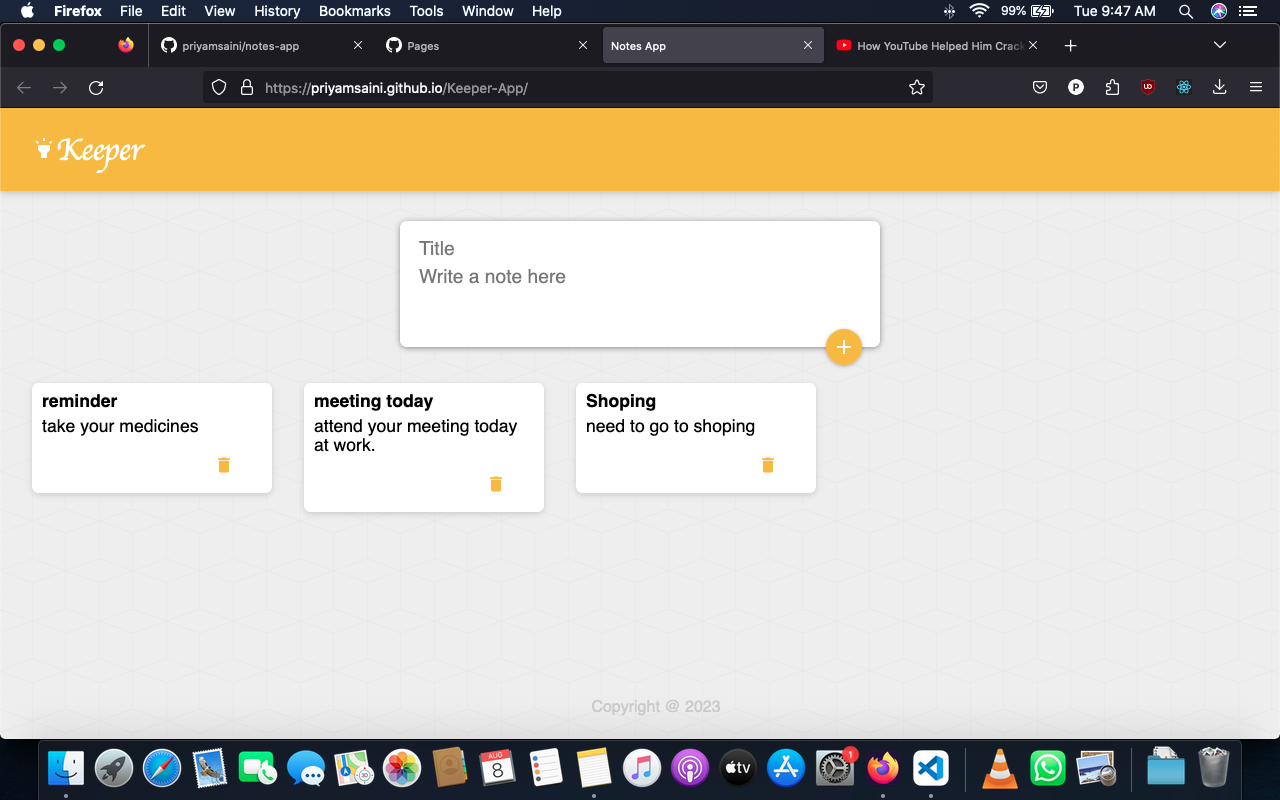 Firefox File Edit View History Bookmarks Tools Window Help 99% Tue 9:47 AM
priyamsaini/notes-app Pages Notes App How YouTube Helped Him Crack
P UD
https://priyamsaini.github.io/Keeper-App/
Keeper
Title
Write a note here
reminder
take your medicines
meeting today
attend your meeting today
at work.
Shoping
need to go to shoping
Copyright @ 2023
AUG
8
3D
tv
1